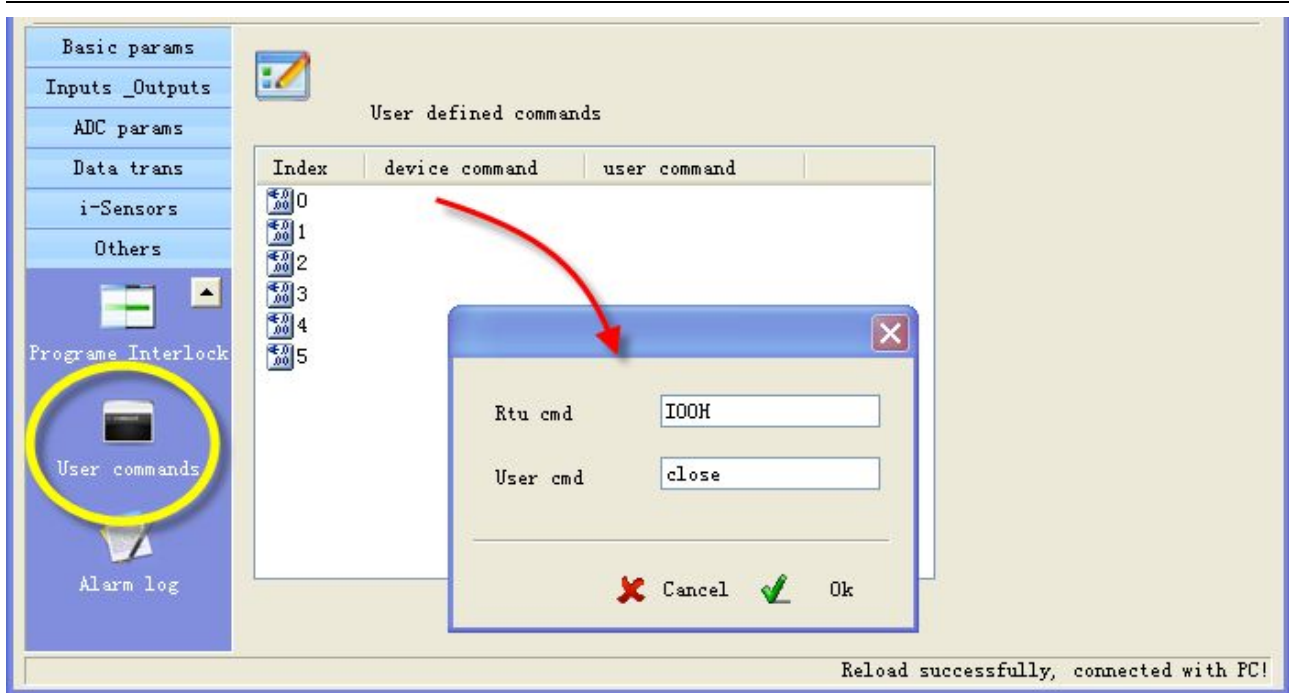 Basic params
Inputs _Outputs
ADC params
Data trans
i-Sensors
Others
Programe Interlock
User commands
Alarm log
User defined commands
Index device command user command
0
1
2
3
4
5
Rtu cmd IOOH
User cmd close
Cancel Ok
Reload successfully, connected with PC!